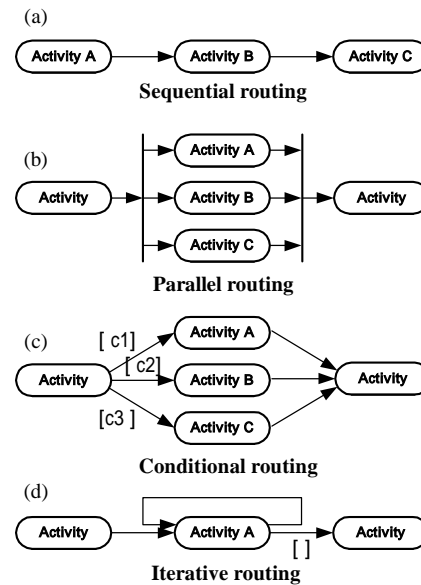 (a)
Activity A Activity B Activity C
Sequential routing
(b)
Activity A
Activity Activity B Activity
Activity C
Parallel routing
(c)
[ c1]
Activity A
[ c2]
Activity Activity B Activity
[c3 ]
Activity C
Conditional routing
(d)
Activity Activity A Activity
[ ]
Iterative routing